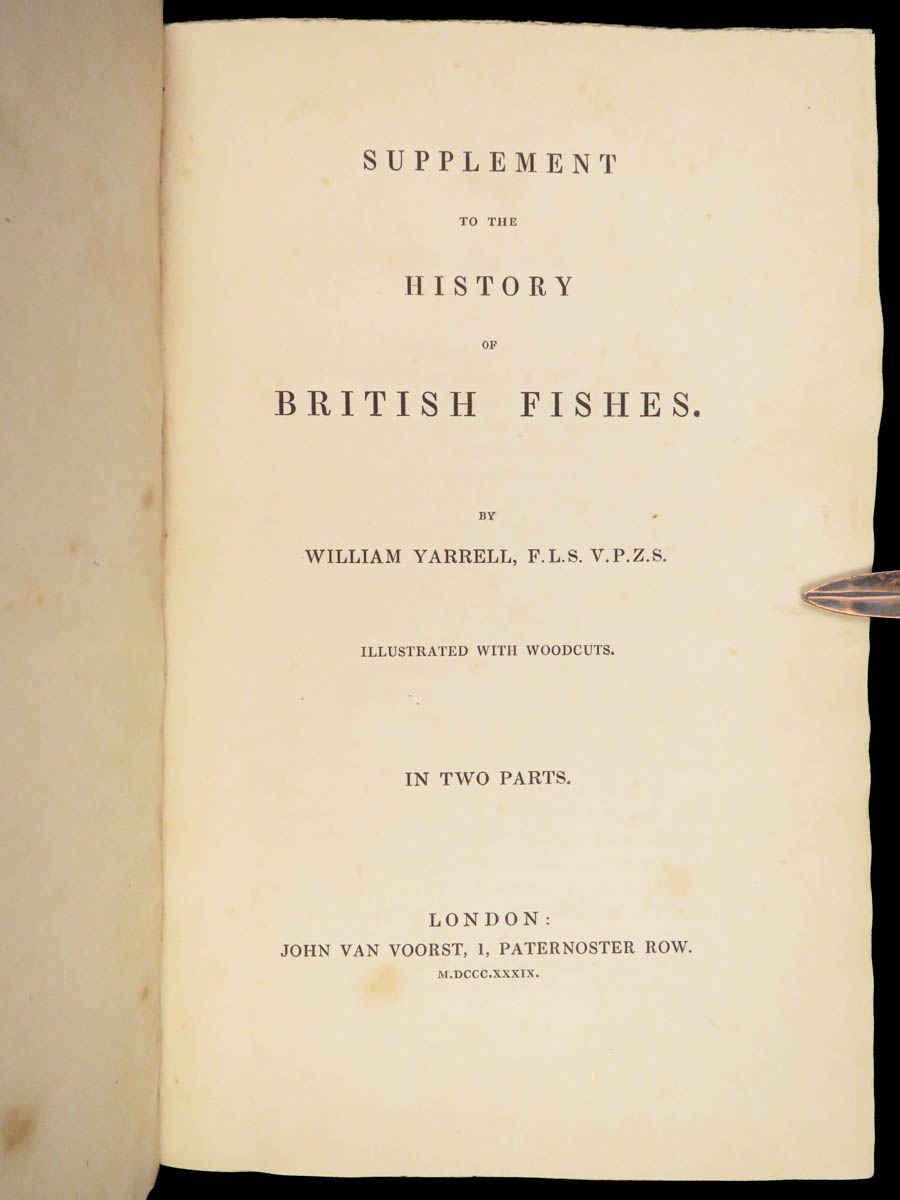 SUPPLEMENT
TO THE
HISTORY
OF
BRITISH FISHES.
BY
WILLIAM YARRELL, F.L.S. V.P.Z.S.
ILLUSTRATED WITH WOODCUTS.
IN TWO PARTS.
LONDON:
JOHN VAN VOORST, 1, PATERNOSTER ROW.
M.DCCC.XXXIX.